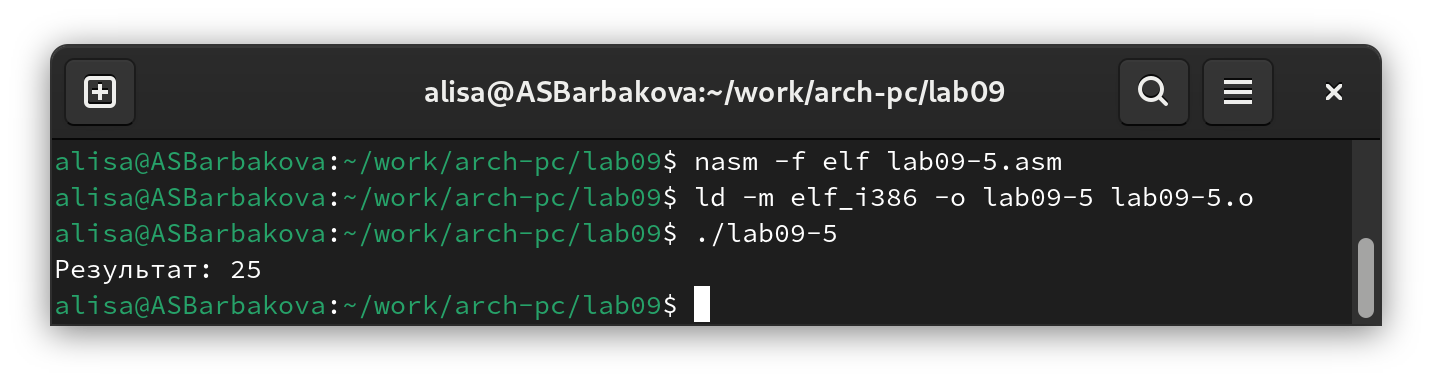 alisa@ASBarbakova:~/work/arch-pc/lab09
alisa@ASBarbakova:~/work/arch-pc/lab09$ nasm -f elf lab09-5.asm
alisa@ASBarbakova:~/work/arch-pc/lab09$ ld -m elf_i386 -o lab09-5 lab09-5.o
alisa@ASBarbakova:~/work/arch-pc/lab09$ ./lab09-5
Результат: 25
alisa@ASBarbakova:~/work/arch-pc/lab09$